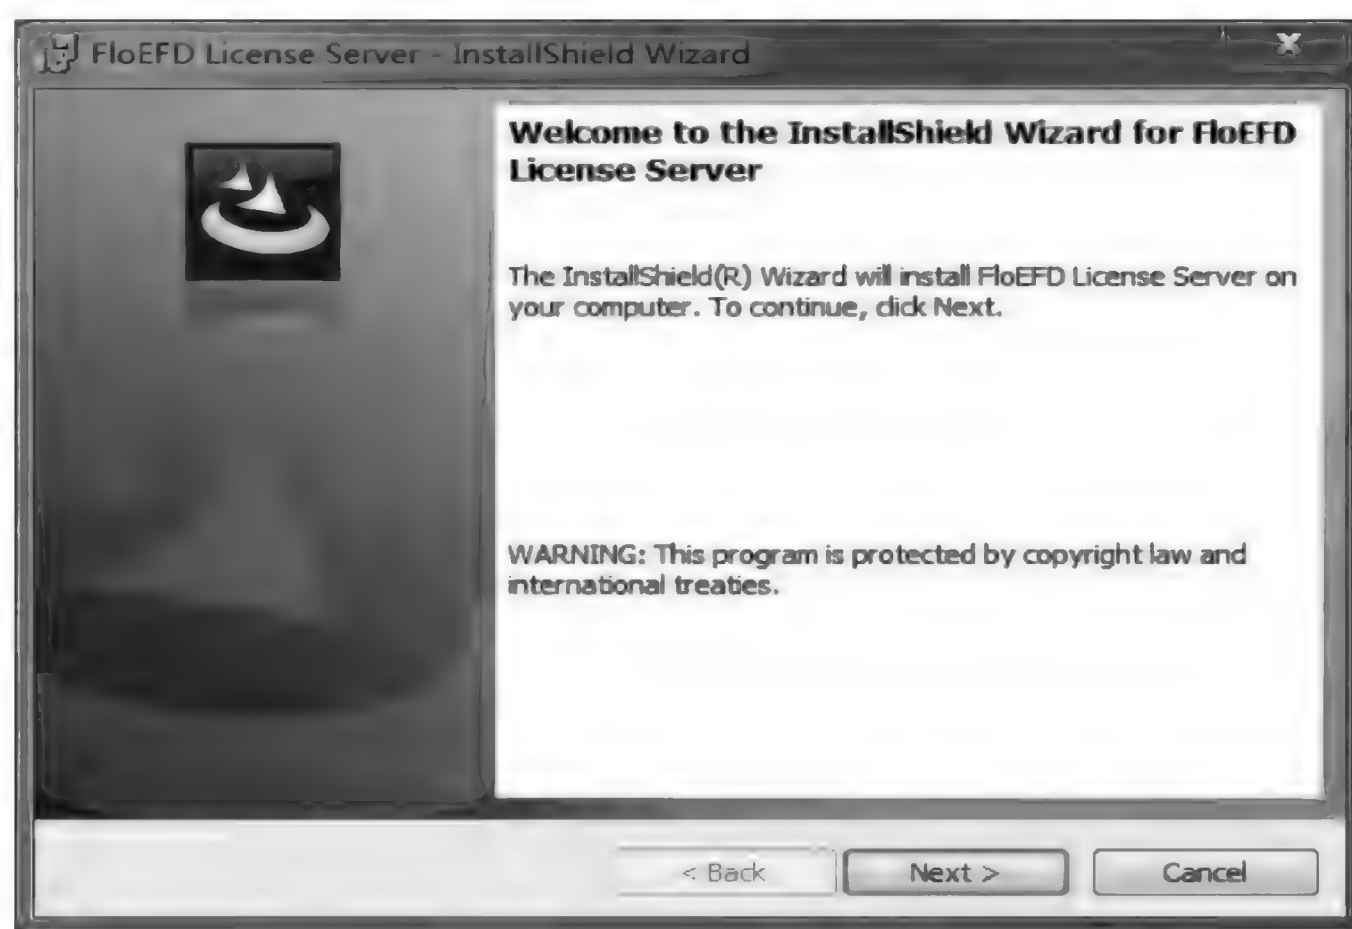 FloEFD License Server - InstallShield Wizard
Welcome to the InstallShield Wizard for FloEFD
License Server
The InstallShield(R) Wizard will install FloEFD License Server on
your computer. To continue, click Next.
WARNING: This program is protected by copyright law and
international treaties.
< Back
Next >
Cancel